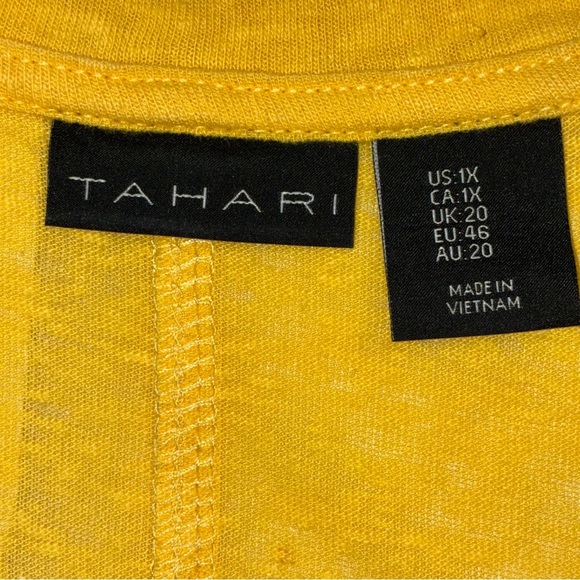 TAHARI
US:1X
CA:1X
UK:20
EU:46
AU:20
MADE IN
VIETNAM